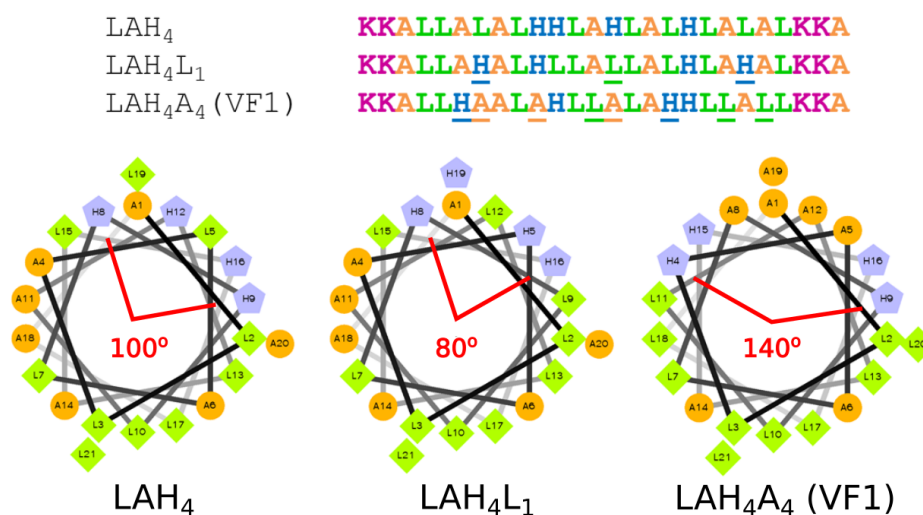 LAH₄ KKALLALALHHLAHLALHLALALKKA
LAH₄L₁ KKALLAHALHLLALLALHLAHALKKA
LAH₄A₄(VF1) KKALLHAALAHLLALAHHLLALLKKA
L19
H8
A1
H12
L15
L5
A4
H16
A11
H9
A18
L2
A20
L7
L13
A14
A6
L3
L10
L17
L21
100º
LAH₄
H19
H8
A1
L12
L15
H5
A4
H16
A11
L9
A18
L2
A20
L7
L13
A14
A6
L3
L10
L17
L21
80º
LAH₄L₁
A19
A8
A1
A12
H15
A5
H4
H16
L11
H9
L18
L2
L20
L7
L13
A14
A6
L3
L10
L17
L21
140º
LAH₄A₄ (VF1)